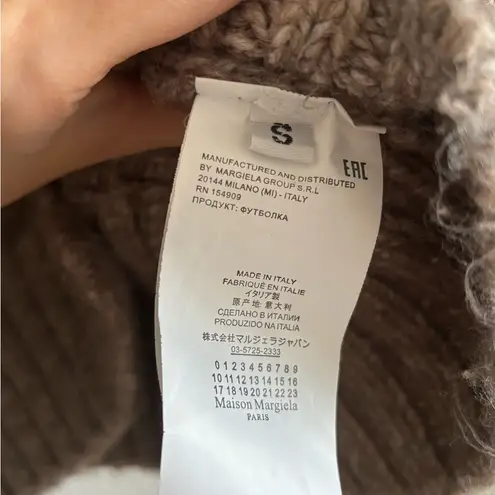 S
MANUFACTURED AND DISTRIBUTED
BY MARGIELA GROUP S.R.L
20144 MILANO (MI) - ITALY
RN 154909
ПРОДУКТ: ФУТБОЛКА
EAC
MADE IN ITALY
FABRIQUÉ EN ITALIE
イタリア製
原产地: 意大利
СДЕЛАНО В ИТАЛИИ
PRODUZIDO NA ITALIA
株式会社マルジェラジャパン
03-5725-2333
0 1 2 3 4 5 6 7 8 9
10 11 12 13 14 15 16
17 18 19 20 21 22 23
Maison Margiela
PARIS